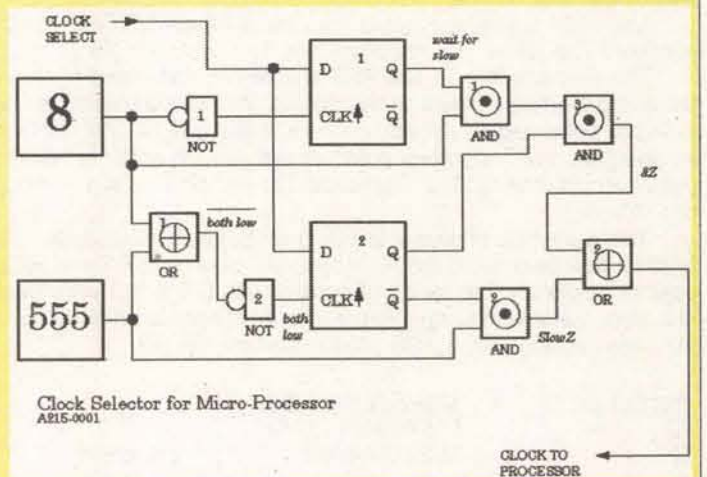 CLOCK
SELECT
8
1
NOT
D 1 Q
CLK Q
wait for
slow
1
AND
3
AND
8Z
1
OR
both low
2
NOT
both
low
D 2 Q
CLK Q
555
2
AND
SlowZ
2
OR
Clock Selector for Micro-Processor
A215-0001
CLOCK TO
PROCESSOR